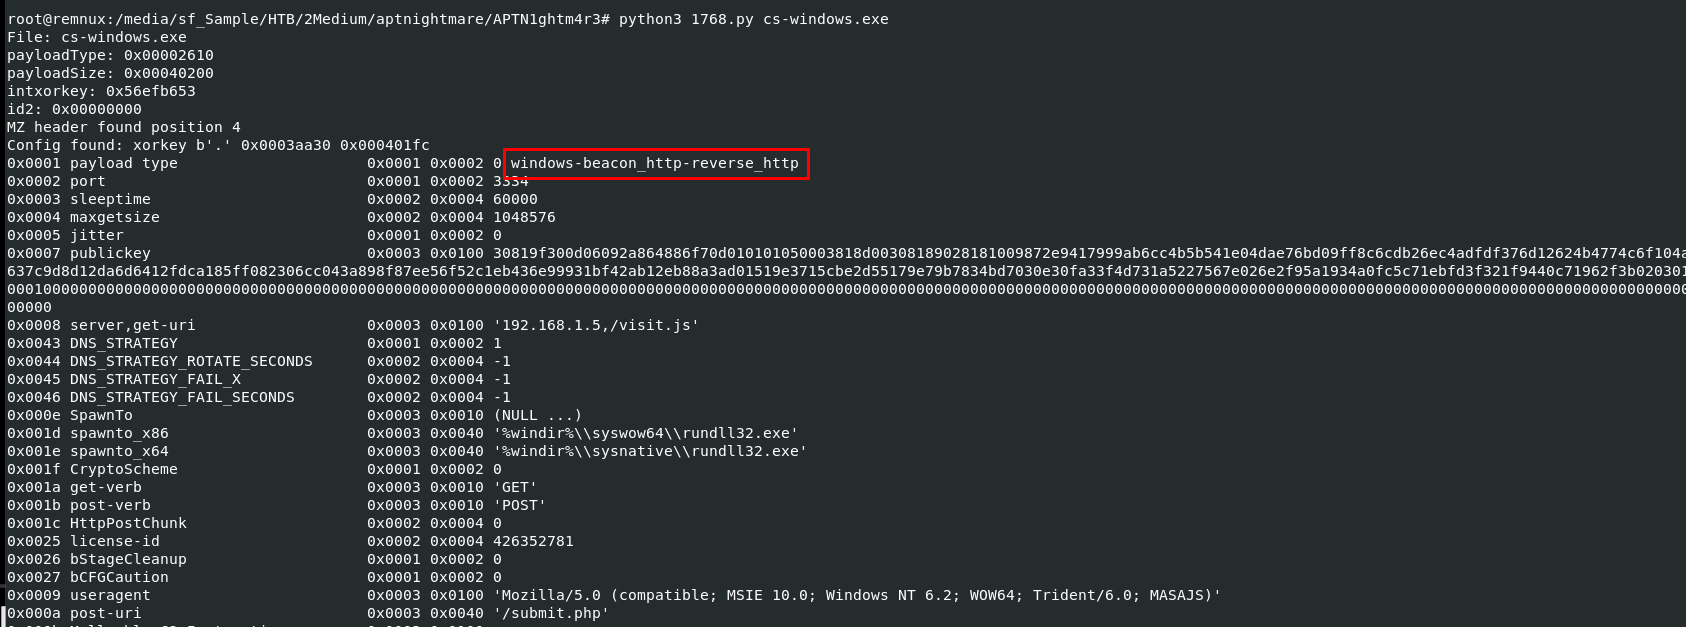 root@remnux:/media/sf_Sample/HTB/2Medium/aptnightmare/APTN1ghtm4r3# python3 1768.py cs-windows.exe
File: cs-windows.exe
payloadType: 0x00002610
payloadSize: 0x00040200
intxorkey: 0x56efb653
id2: 0x00000000
MZ header found position 4
Config found: xorkey b'.' 0x0003aa30 0x000401fc
0x0001 payload type                     0x0001 0x0002 0 windows-beacon_http-reverse_http
0x0002 port                             0x0001 0x0002 3334
0x0003 sleeptime                        0x0002 0x0004 60000
0x0004 maxgetsize                       0x0002 0x0004 1048576
0x0005 jitter                           0x0001 0x0002 0
0x0007 publickey                        0x0003 0x0100 30819f300d06092a864886f70d010101050003818d00308189028181009872e9417999ab6cc4b5b541e04dae76bd09ff8c6cdb26ec4adfdf376d12624b4774c6f104a
637c9d8d12da6d6412fdca185ff082306cc043a898f87ee56f52c1eb436e99931bf42ab12eb88a3ad01519e3715cbe2d55179e79b7834bd7030e30fa33f4d731a5227567e026e2f95a1934a0fc5c71ebfd3f321f9440c71962f3b020301
00010000000000000000000000000000000000000000000000000000000000000000000000000000000000000000000000000000000000000000000000000000000000000000000000000000000000000000000000000000000000000000
00000
0x0008 server,get-uri                   0x0003 0x0100 '192.168.1.5,/visit.js'
0x0043 DNS_STRATEGY                     0x0001 0x0002 1
0x0044 DNS_STRATEGY_ROTATE_SECONDS      0x0002 0x0004 -1
0x0045 DNS_STRATEGY_FAIL_X              0x0002 0x0004 -1
0x0046 DNS_STRATEGY_FAIL_SECONDS        0x0002 0x0004 -1
0x000e SpawnTo                          0x0003 0x0010 (NULL ...)
0x001d spawnto_x86                      0x0003 0x0040 '%windir%\\syswow64\\rundll32.exe'
0x001e spawnto_x64                      0x0003 0x0040 '%windir%\\sysnative\\rundll32.exe'
0x001f CryptoScheme                     0x0001 0x0002 0
0x001a get-verb                         0x0003 0x0010 'GET'
0x001b post-verb                        0x0003 0x0010 'POST'
0x001c HttpPostChunk                    0x0002 0x0004 0
0x0025 license-id                       0x0002 0x0004 426352781
0x0026 bStageCleanup                    0x0001 0x0002 0
0x0027 bCFGCaution                      0x0001 0x0002 0
0x0009 useragent                        0x0003 0x0100 'Mozilla/5.0 (compatible; MSIE 10.0; Windows NT 6.2; WOW64; Trident/6.0; MASAJS)'
0x000a post-uri                         0x0003 0x0040 '/submit.php'